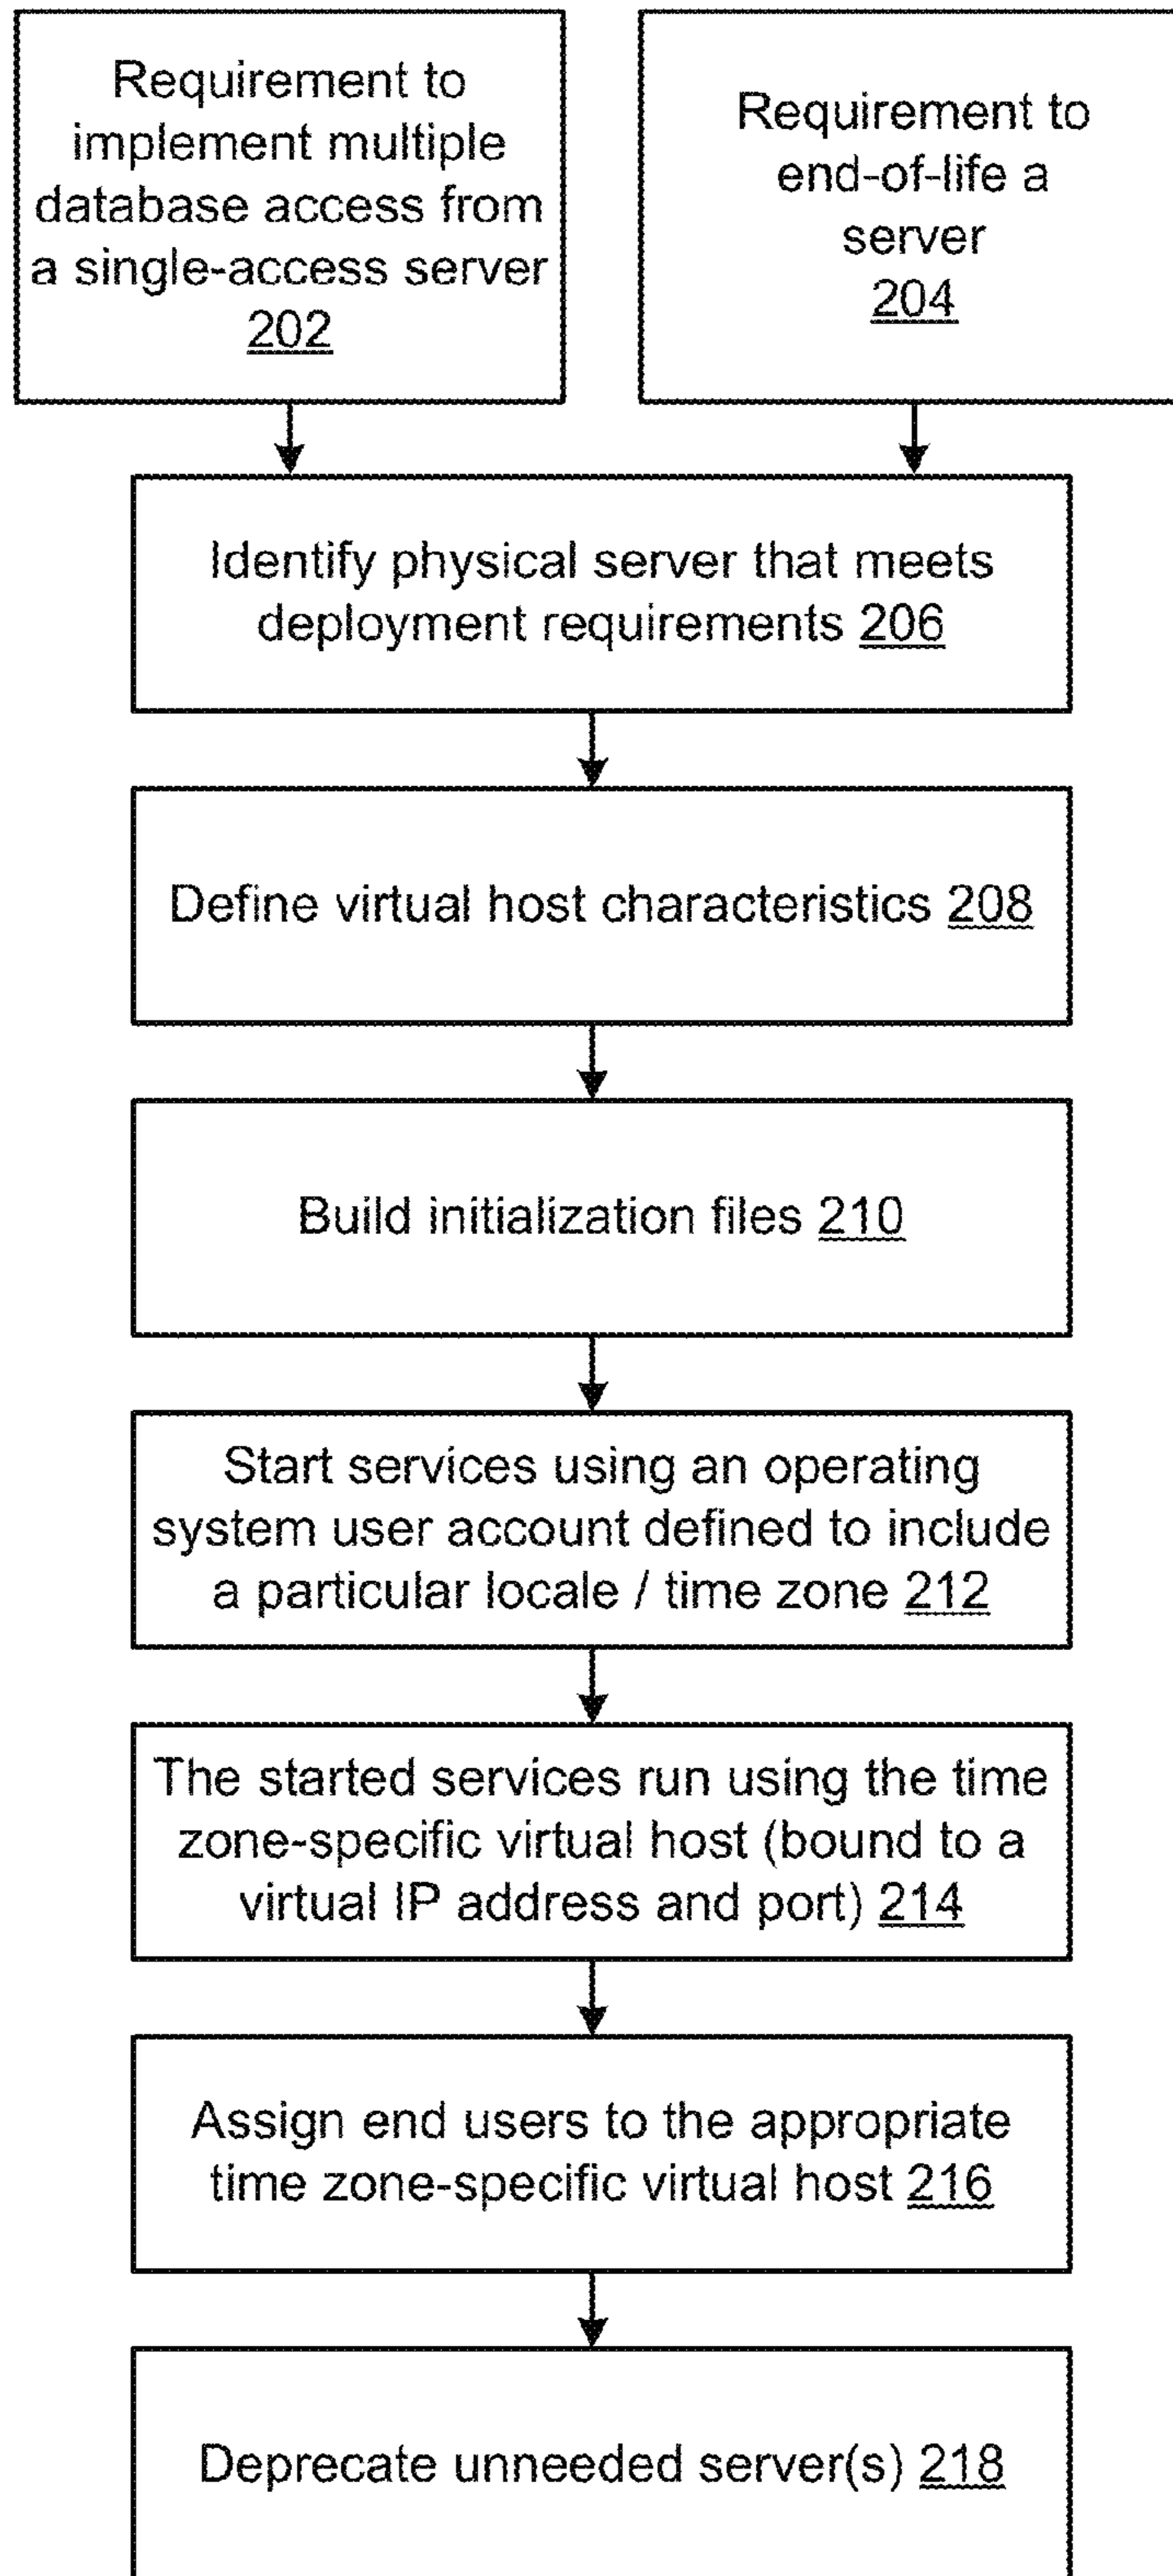 Requirement to
implement multiple
database access from
a single-access server
202
Requirement to
end-of-life a
server
204
Identify physical server that meets
deployment requirements 206
Define virtual host characteristics 208
Build initialization files 210
Start services using an operating
system user account defined to include
a particular locale / time zone 212
The started services run using the time
zone-specific virtual host (bound to a
virtual IP address and port) 214
Assign end users to the appropriate
time zone-specific virtual host 216
Deprecate unneeded server(s) 218